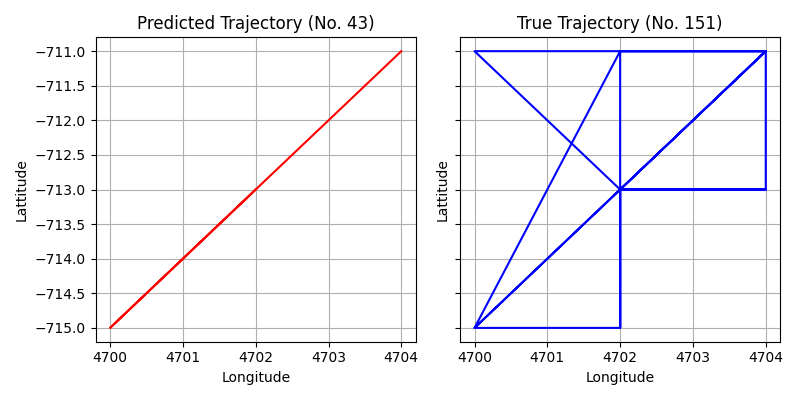 Predicted Trajectory (No. 43)
True Trajectory (No. 151)
−711.0
−711.5
−712.0
−712.5
−713.0
−713.5
−714.0
−714.5
−715.0
Lattitude
Lattitude
4700 4701 4702 4703 4704
4700 4701 4702 4703 4704
Longitude
Longitude